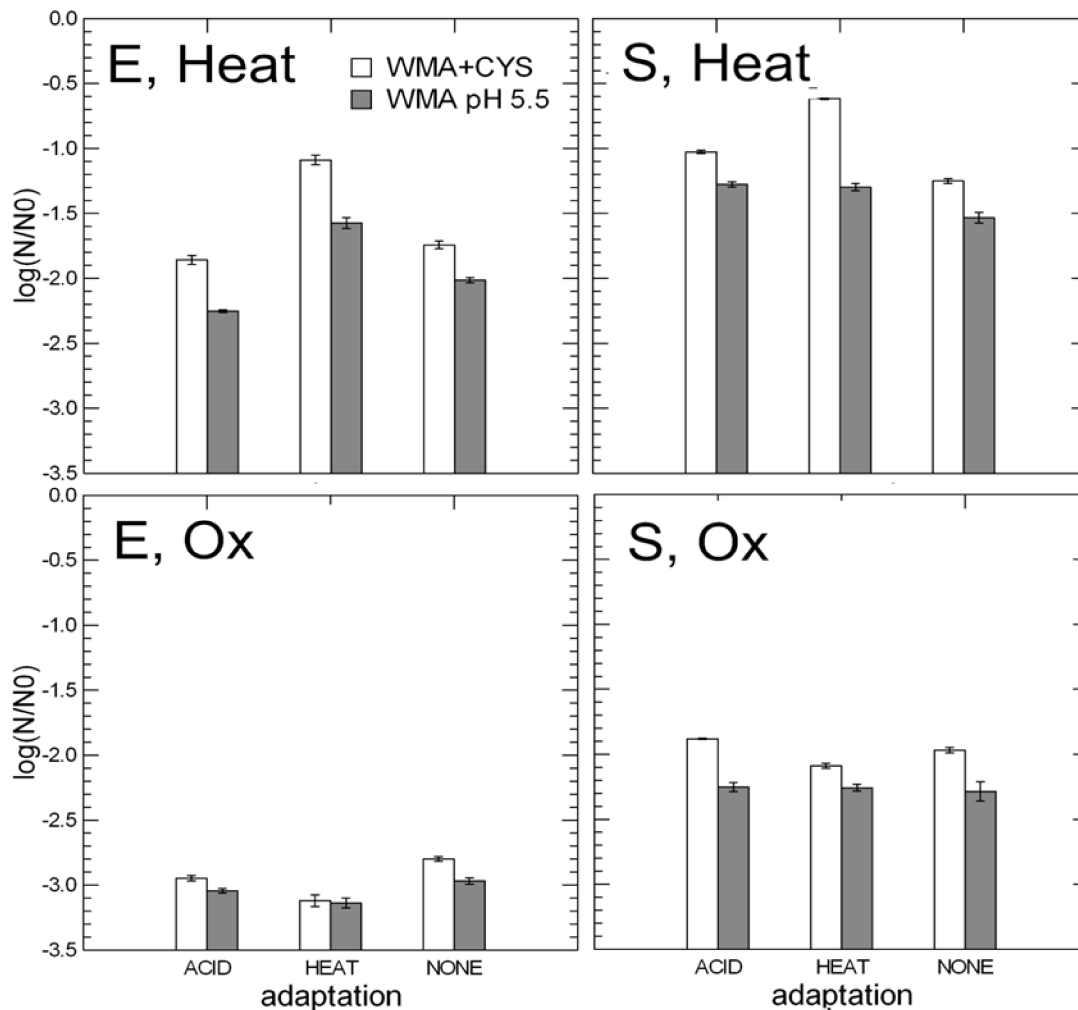 E, Heat
WMA+CYS
WMA pH 5.5
S, Heat
log(N/N0)
0.0
-0.5
-1.0
-1.5
-2.0
-2.5
-3.0
-3.5
E, Ox
S, Ox
log(N/N0)
0.0
-0.5
-1.0
-1.5
-2.0
-2.5
-3.0
-3.5
ACID HEAT NONE
adaptation
ACID HEAT NONE
adaptation